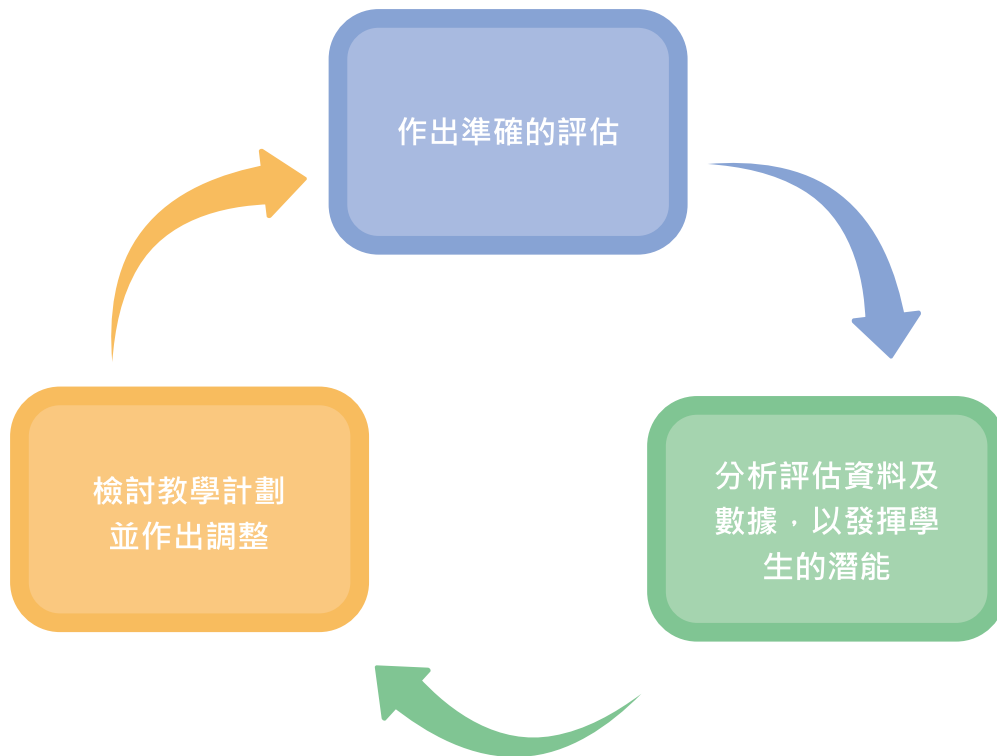 作出準確的評估
分析評估資料及
數據，以發揮學
生的潛能
檢討教學計劃
並作出調整